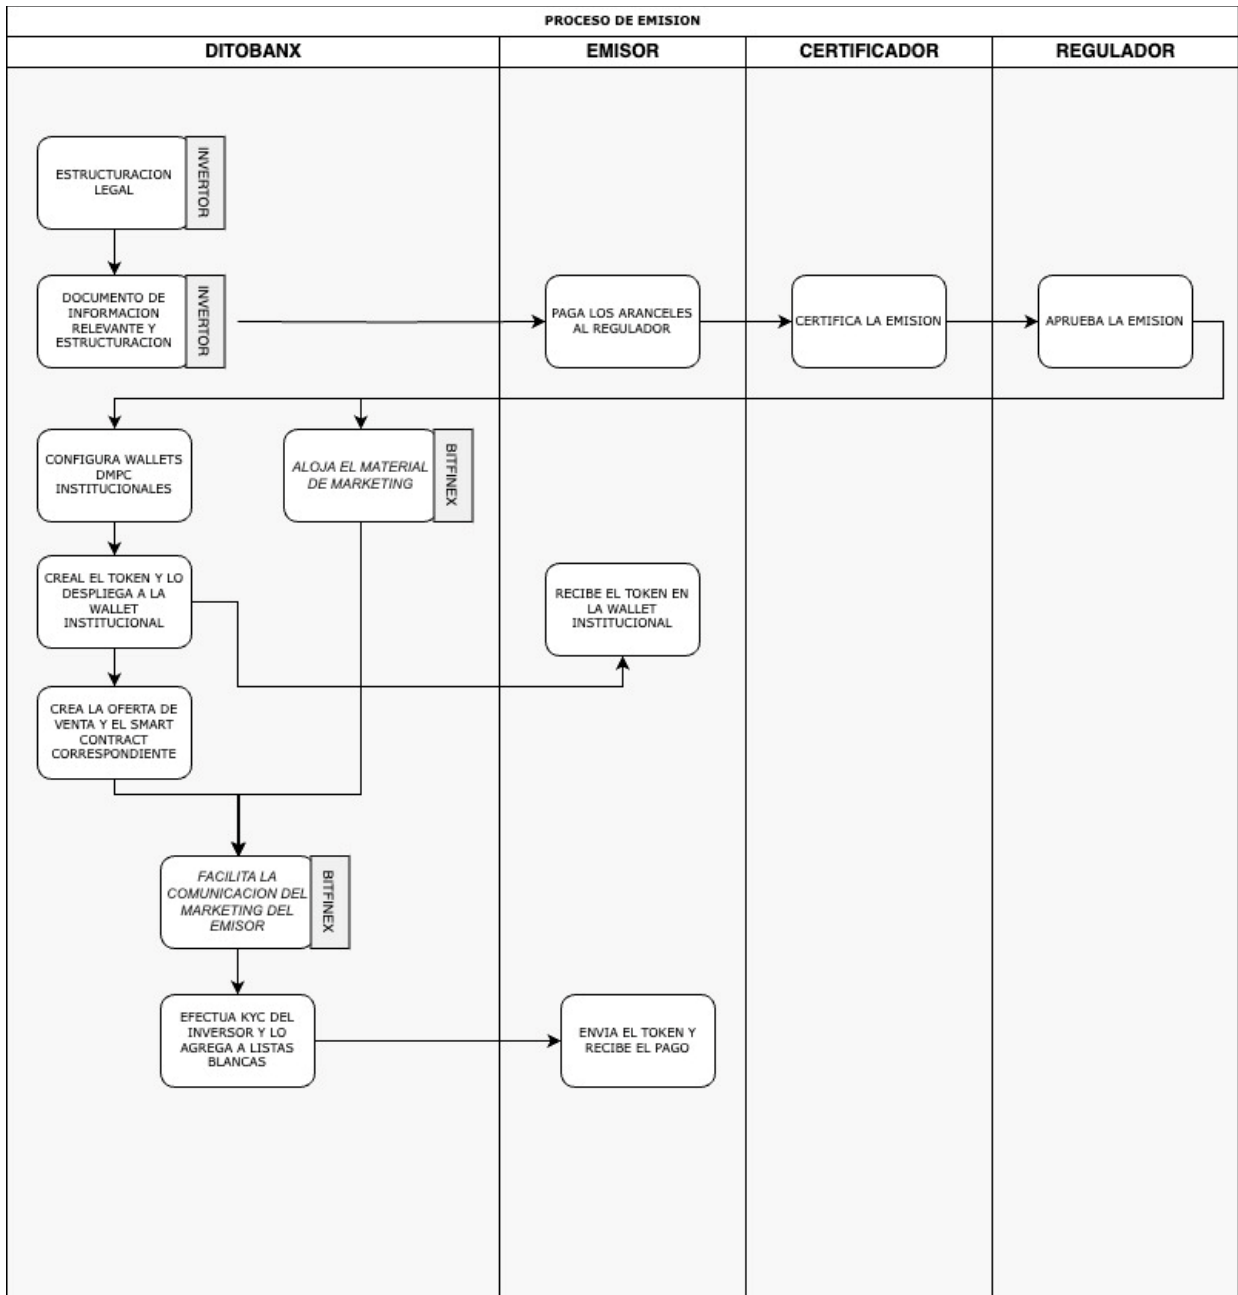 PROCESO DE EMISION
DITOBANX
EMISOR
CERTIFICADOR
REGULADOR
ESTRUCTURACION
LEGAL
INVERTOR
DOCUMENTO DE
INFORMACION
RELEVANTE Y
ESTRUCTURACION
INVERTOR
PAGA LOS ARANCELES
AL REGULADOR
CERTIFICA LA EMISION
APRUEBA LA EMISION
CONFIGURA WALLETS
DMPC
INSTITUCIONALES
ALOJA EL MATERIAL
DE MARKETING
BITFINEX
CREAL EL TOKEN Y LO
DESPLIEGA A LA
WALLET
INSTITUCIONAL
RECIBE EL TOKEN EN
LA WALLET
INSTITUCIONAL
CREA LA OFERTA DE
VENTA Y EL SMART
CONTRACT
CORRESPONDIENTE
FACILITA LA
COMUNICACION DEL
MARKETING DEL
EMISOR
BITFINEX
EFECTUA KYC DEL
INVERSOR Y LO
AGREGA A LISTAS
BLANCAS
ENVIA EL TOKEN Y
RECIBE EL PAGO